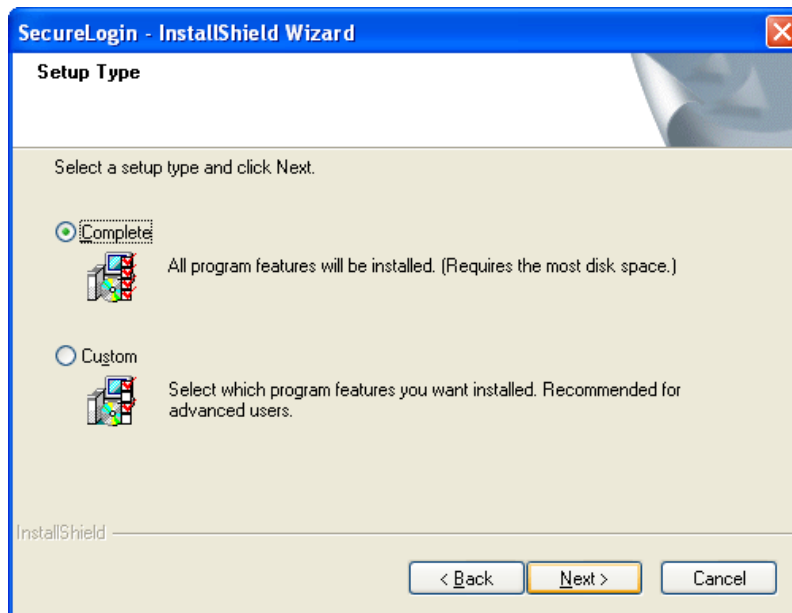 SecureLogin - InstallShield Wizard
Setup Type
Select a setup type and click Next.
Complete
All program features will be installed. (Requires the most disk space.)
Custom
Select which program features you want installed. Recommended for
advanced users.
InstallShield
< Back Next > Cancel